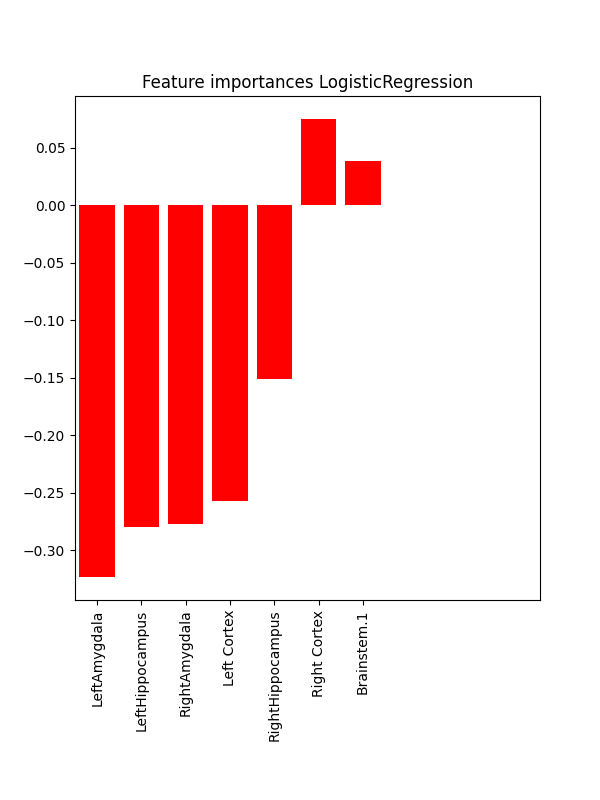 Feature importances LogisticRegression
0.05
0.00
−0.05
−0.10
−0.15
−0.20
−0.25
−0.30
LeftAmygdala
LeftHippocampus
RightAmygdala
Left Cortex
RightHippocampus
Right Cortex
Brainstem.1